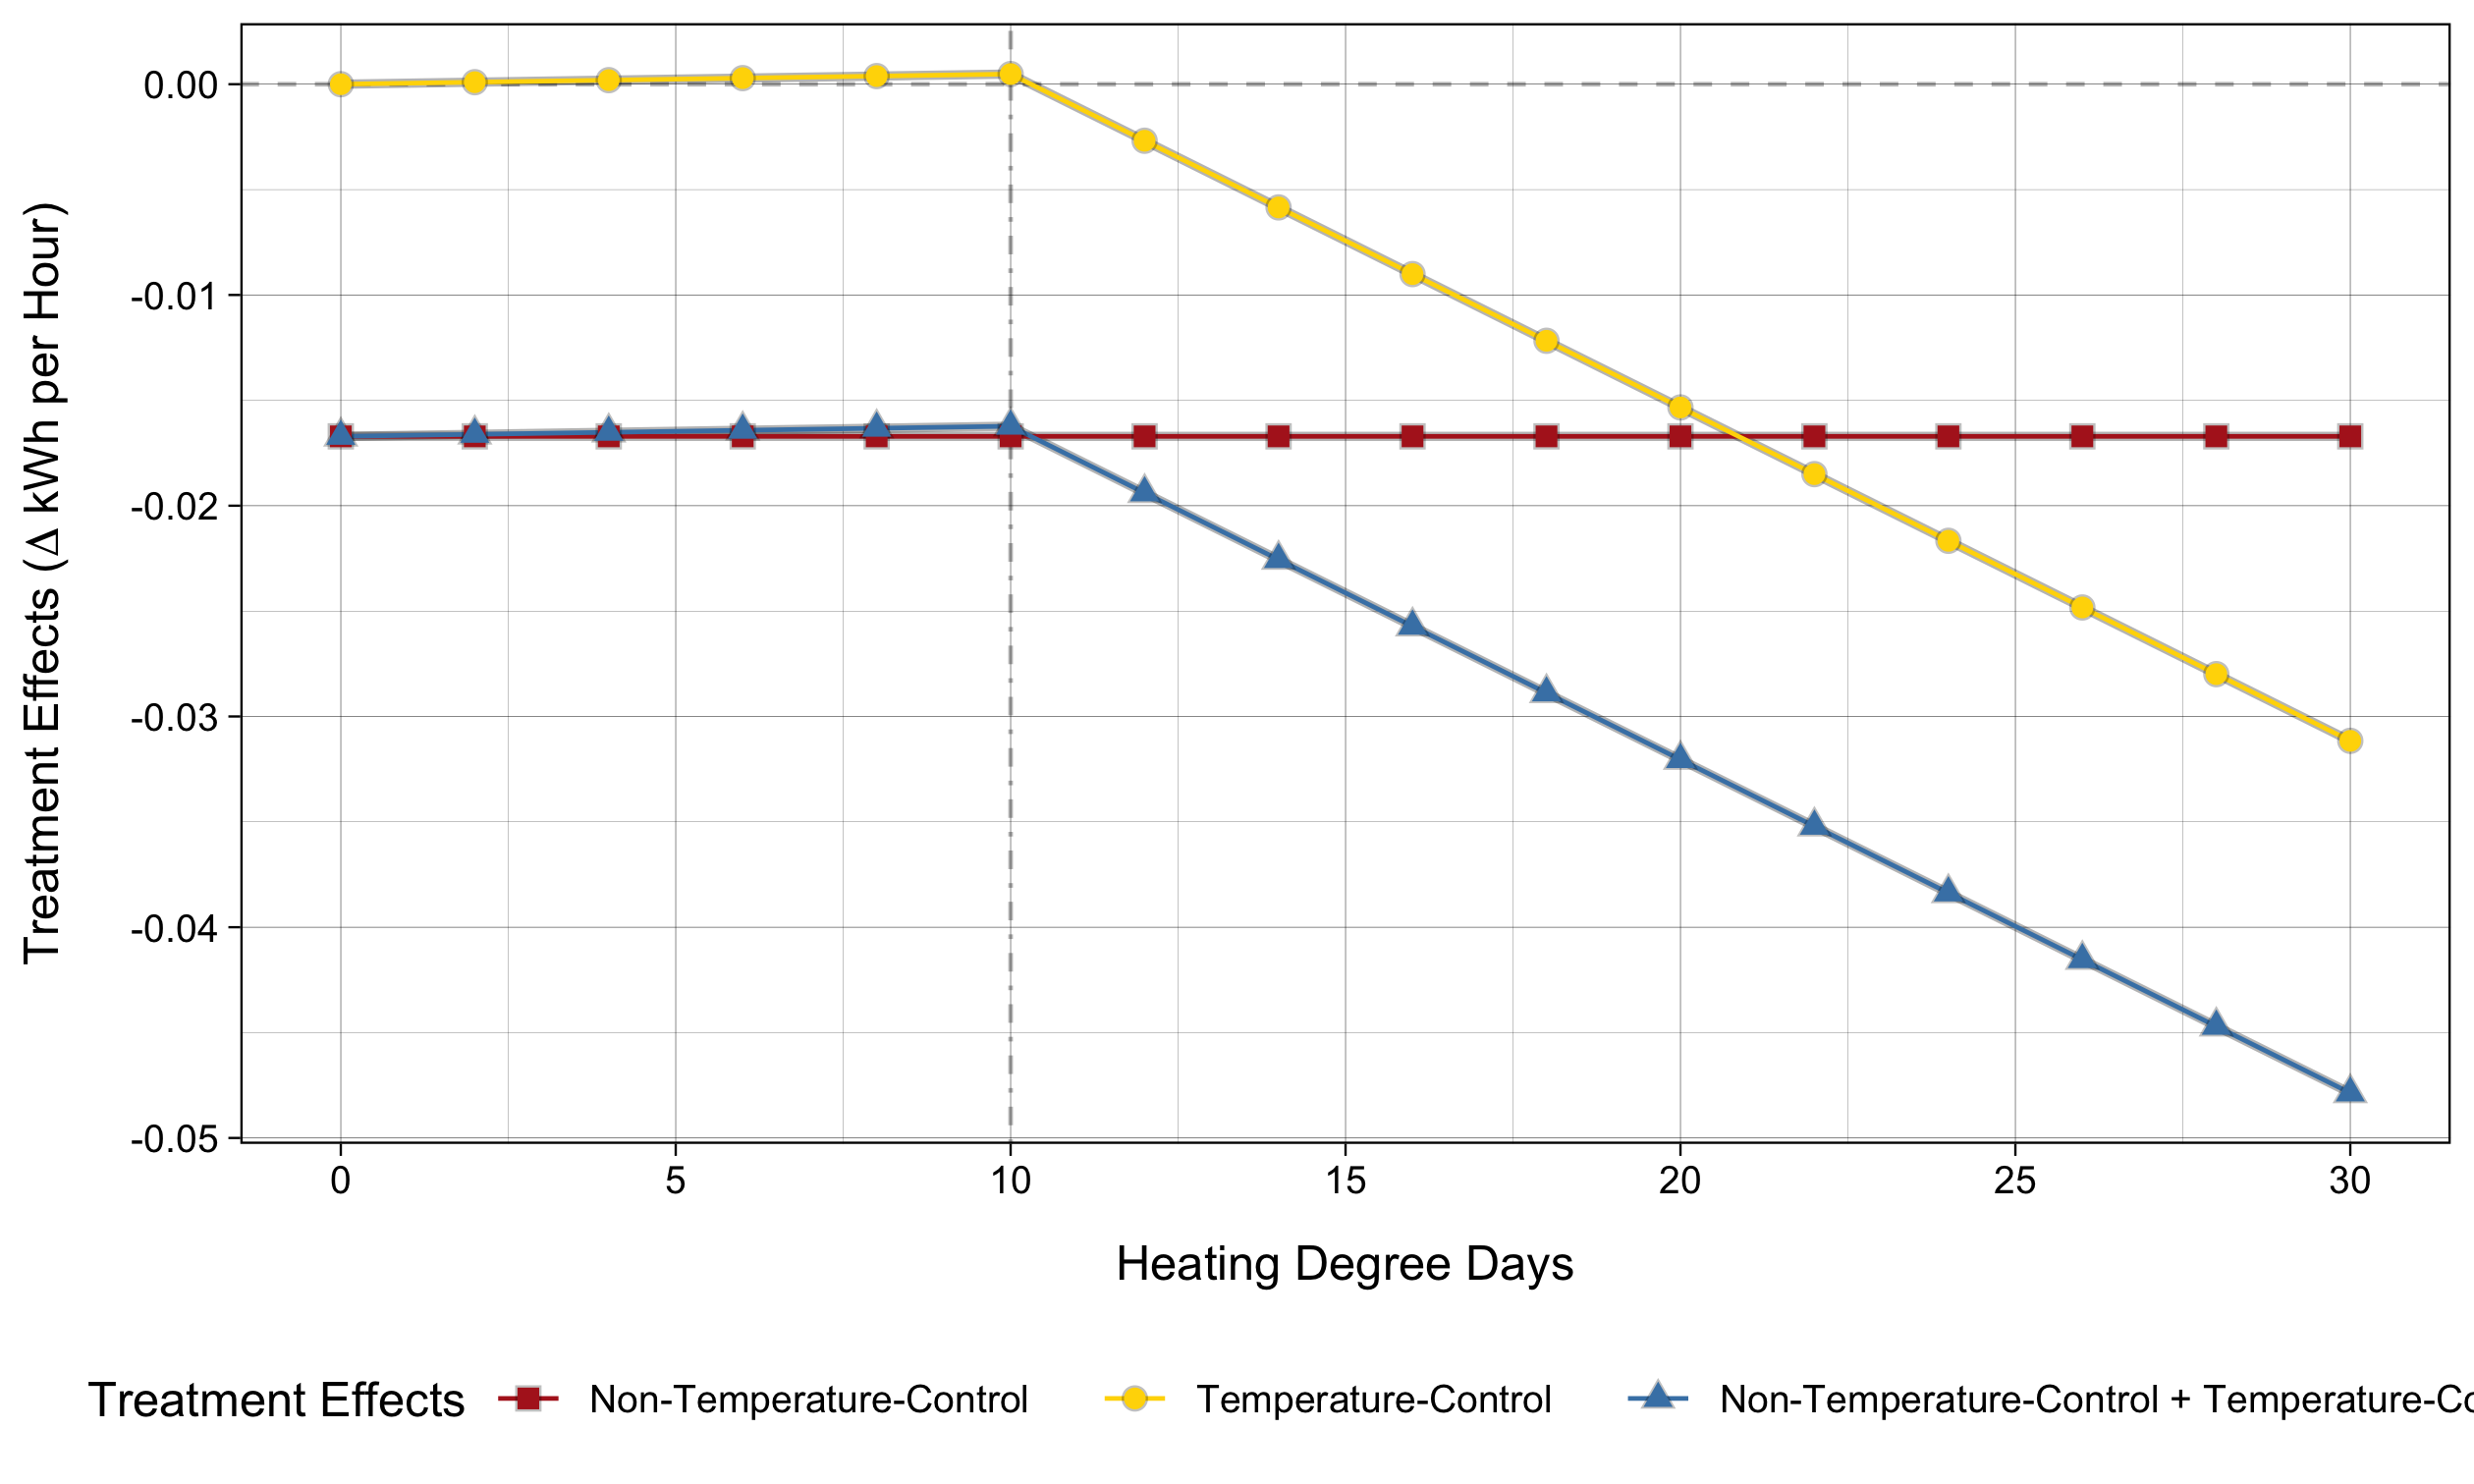 Treatment Effects (Δ kWh per Hour)
0.00
-0.01
-0.02
-0.03
-0.04
-0.05
0 5 10 15 20 25 30
Heating Degree Days
Treatment Effects Non-Temperature-Control Temperature-Control Non-Temperature-Control + Temperature-Co